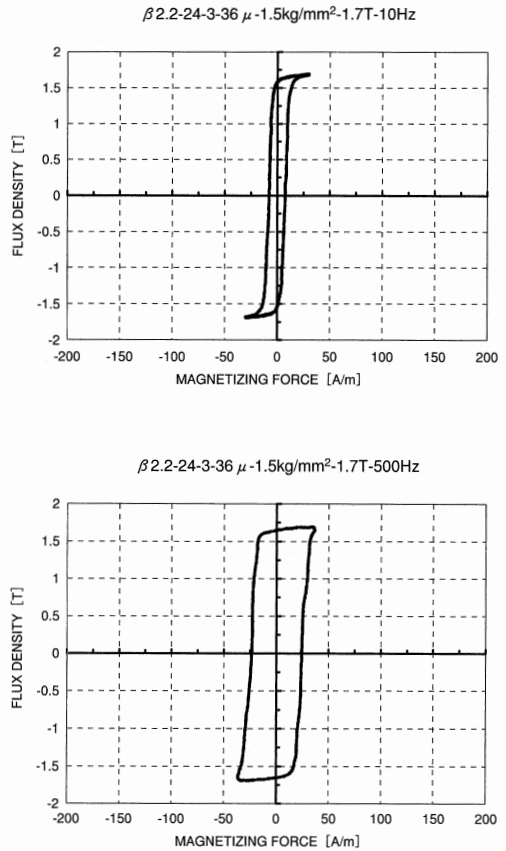 β2.2-24-3-36 μ-1.5kg/mm²-1.7T-10Hz
2
1.5
1
0.5
0
-0.5
-1
-1.5
-2
FLUX DENSITY [T]
-200 -150 -100 -50 0 50 100 150 200
MAGNETIZING FORCE [A/m]
β2.2-24-3-36 μ-1.5kg/mm²-1.7T-500Hz
2
1.5
1
0.5
0
-0.5
-1
-1.5
-2
FLUX DENSITY [T]
-200 -150 -100 -50 0 50 100 150 200
MAGNETIZING FORCE [A/m]